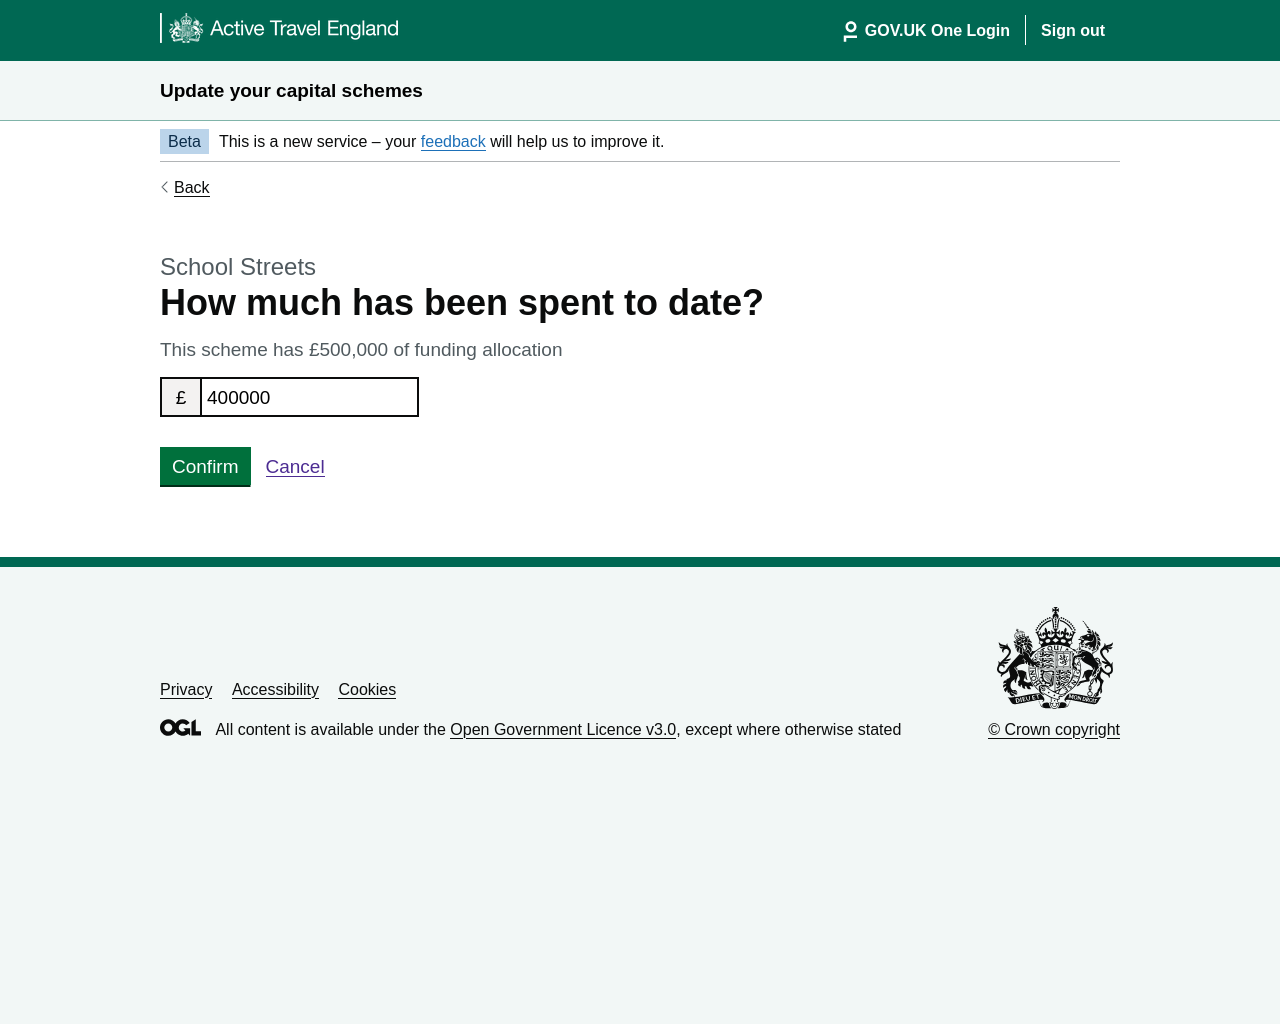 Active Travel England
GOV.UK One Login
Sign out
Update your capital schemes
Beta
This is a new service – your feedback will help us to improve it.
Back
School Streets
How much has been spent to date?
This scheme has £500,000 of funding allocation
£ 400000
Confirm
Cancel
Privacy
Accessibility
Cookies
OGL
All content is available under the Open Government Licence v3.0, except where otherwise stated
© Crown copyright